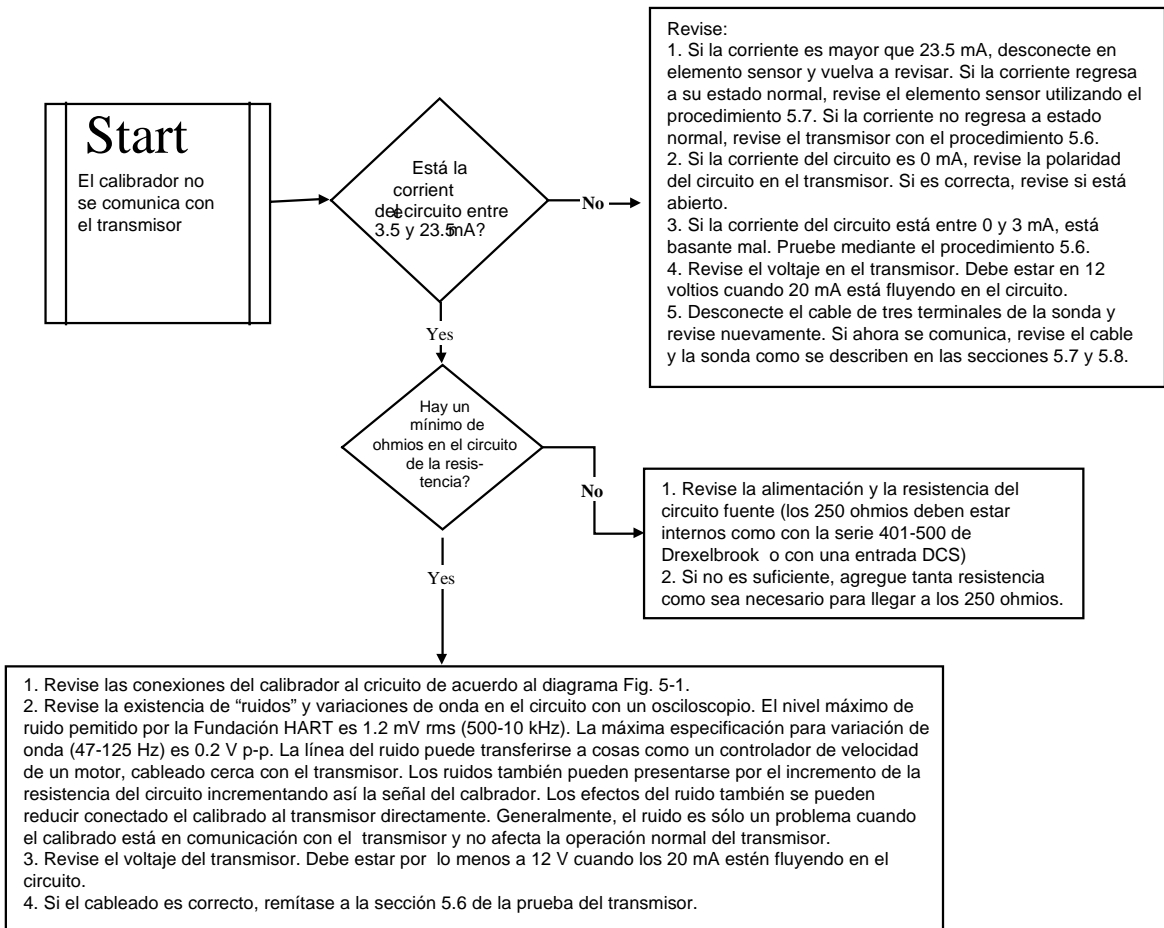 Start
El calibrador no
se comunica con
el transmisor
Está la
corrient
e
del circuito entre
3.5 y 23.5 mA?
No
Revise:
1. Si la corriente es mayor que 23.5 mA, desconecte en
elemento sensor y vuelva a revisar. Si la corriente regresa
a su estado normal, revise el elemento sensor utilizando el
procedimiento 5.7. Si la corriente no regresa a estado
normal, revise el transmisor con el procedimiento 5.6.
2. Si la corriente del circuito es 0 mA, revise la polaridad
del circuito en el transmisor. Si es correcta, revise si está
abierto.
3. Si la corriente del circuito está entre 0 y 3 mA, está
basante mal. Pruebe mediante el procedimiento 5.6.
4. Revise el voltaje en el transmisor. Debe estar en 12
voltios cuando 20 mA está fluyendo en el circuito.
5. Desconecte el cable de tres terminales de la sonda y
revise nuevamente. Si ahora se comunica, revise el cable
y la sonda como se describen en las secciones 5.7 y 5.8.
Yes
Hay un
mínimo de
ohmios en el circuito
de la resis-
tencia?
No
1. Revise la alimentación y la resistencia del
circuito fuente (los 250 ohmios deben estar
internos como con la serie 401-500 de
Drexelbrook o con una entrada DCS)
2. Si no es suficiente, agregue tanta resistencia
como sea necesario para llegar a los 250 ohmios.
Yes
1. Revise las conexiones del calibrador al cricuito de acuerdo al diagrama Fig. 5-1.
2. Revise la existencia de “ruidos” y variaciones de onda en el circuito con un osciloscopio. El nivel máximo de
ruido pemitido por la Fundación HART es 1.2 mV rms (500-10 kHz). La máxima especificación para variación de
onda (47-125 Hz) es 0.2 V p-p. La línea del ruido puede transferirse a cosas como un controlador de velocidad
de un motor, cableado cerca con el transmisor. Los ruidos también pueden presentarse por el incremento de la
resistencia del circuito incrementando así la señal del calbrador. Los efectos del ruido también se pueden
reducir conectado el calibrado al transmisor directamente. Generalmente, el ruido es sólo un problema cuando
el calibrado está en comunicación con el transmisor y no afecta la operación normal del transmisor.
3. Revise el voltaje del transmisor. Debe estar por lo menos a 12 V cuando los 20 mA estén fluyendo en el
circuito.
4. Si el cableado es correcto, remítase a la sección 5.6 de la prueba del transmisor.